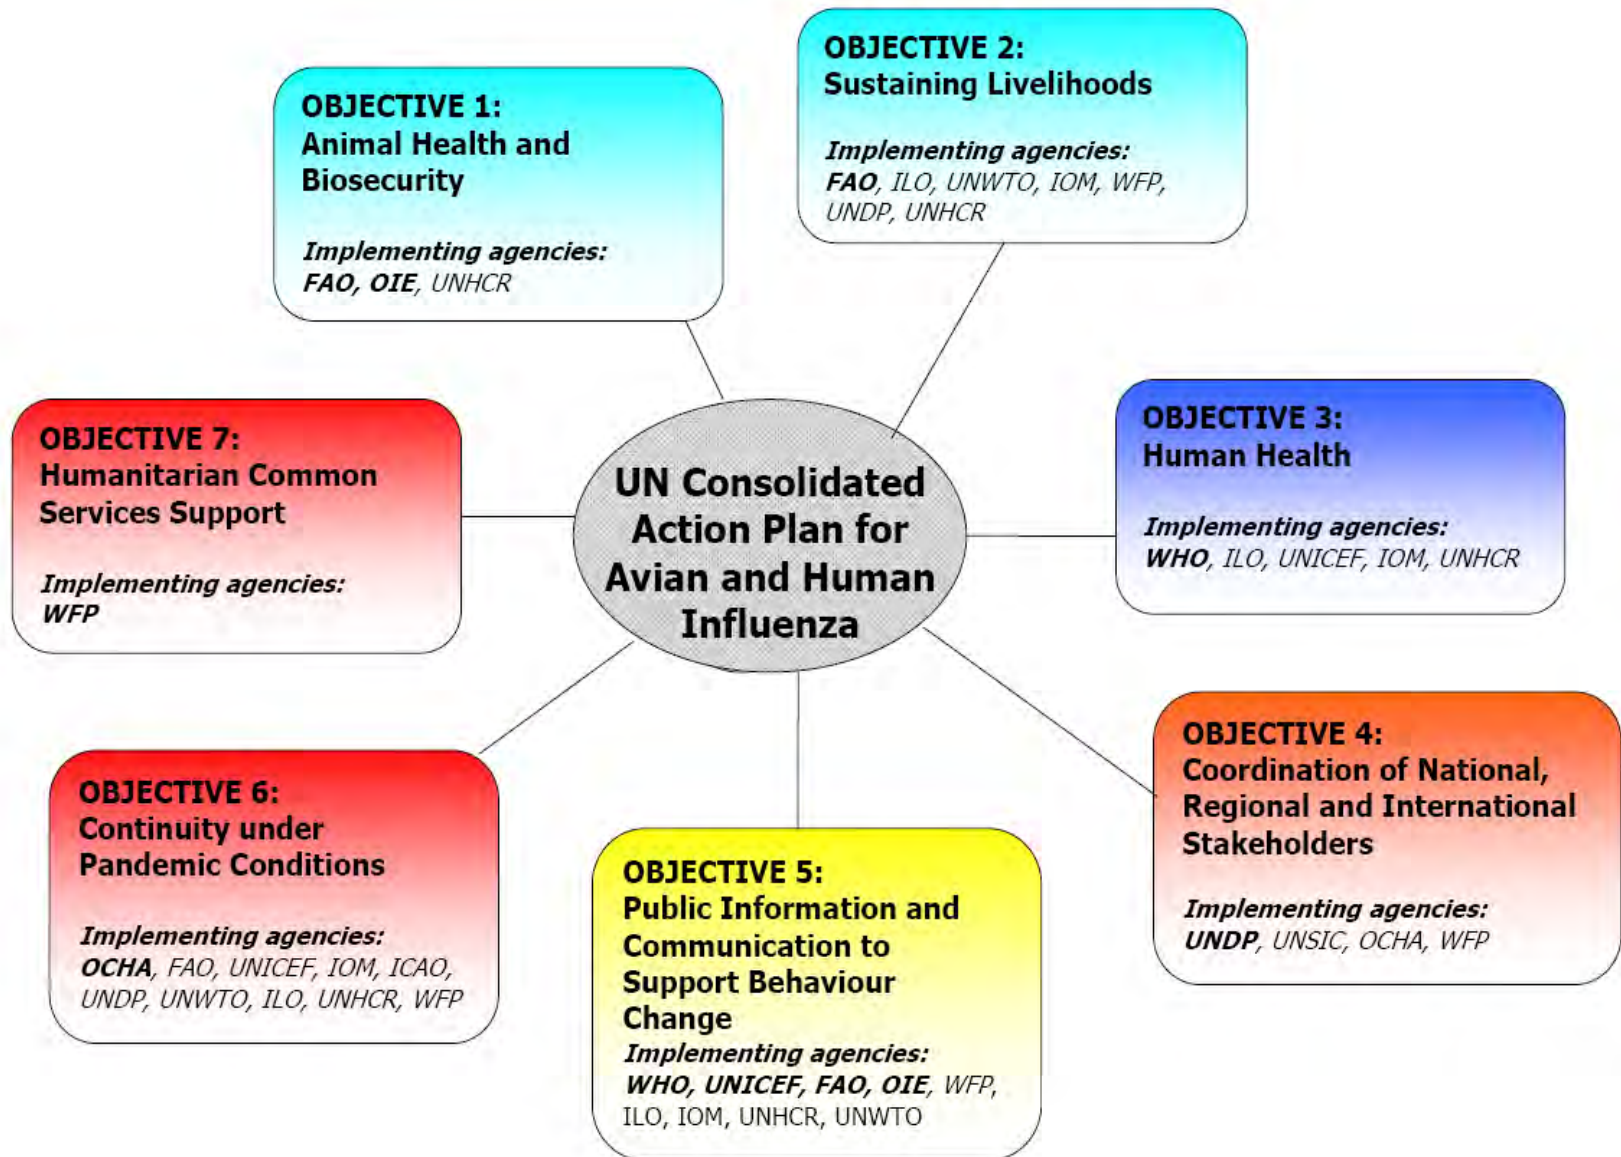 OBJECTIVE 1:
Animal Health and
Biosecurity
Implementing agencies:
FAO, OIE, UNHCR
OBJECTIVE 2:
Sustaining Livelihoods
Implementing agencies:
FAO, ILO, UNWTO, IOM, WFP,
UNDP, UNHCR
OBJECTIVE 3:
Human Health
Implementing agencies:
WHO, ILO, UNICEF, IOM, UNHCR
OBJECTIVE 7:
Humanitarian Common
Services Support
Implementing agencies:
WFP
UN Consolidated
Action Plan for
Avian and Human
Influenza
OBJECTIVE 4:
Coordination of National,
Regional and International
Stakeholders
Implementing agencies:
UNDP, UNSIC, OCHA, WFP
OBJECTIVE 6:
Continuity under
Pandemic Conditions
Implementing agencies:
OCHA, FAO, UNICEF, IOM, ICAO,
UNDP, UNWTO, ILO, UNHCR, WFP
OBJECTIVE 5:
Public Information and
Communication to
Support Behaviour
Change
Implementing agencies:
WHO, UNICEF, FAO, OIE, WFP,
ILO, IOM, UNHCR, UNWTO